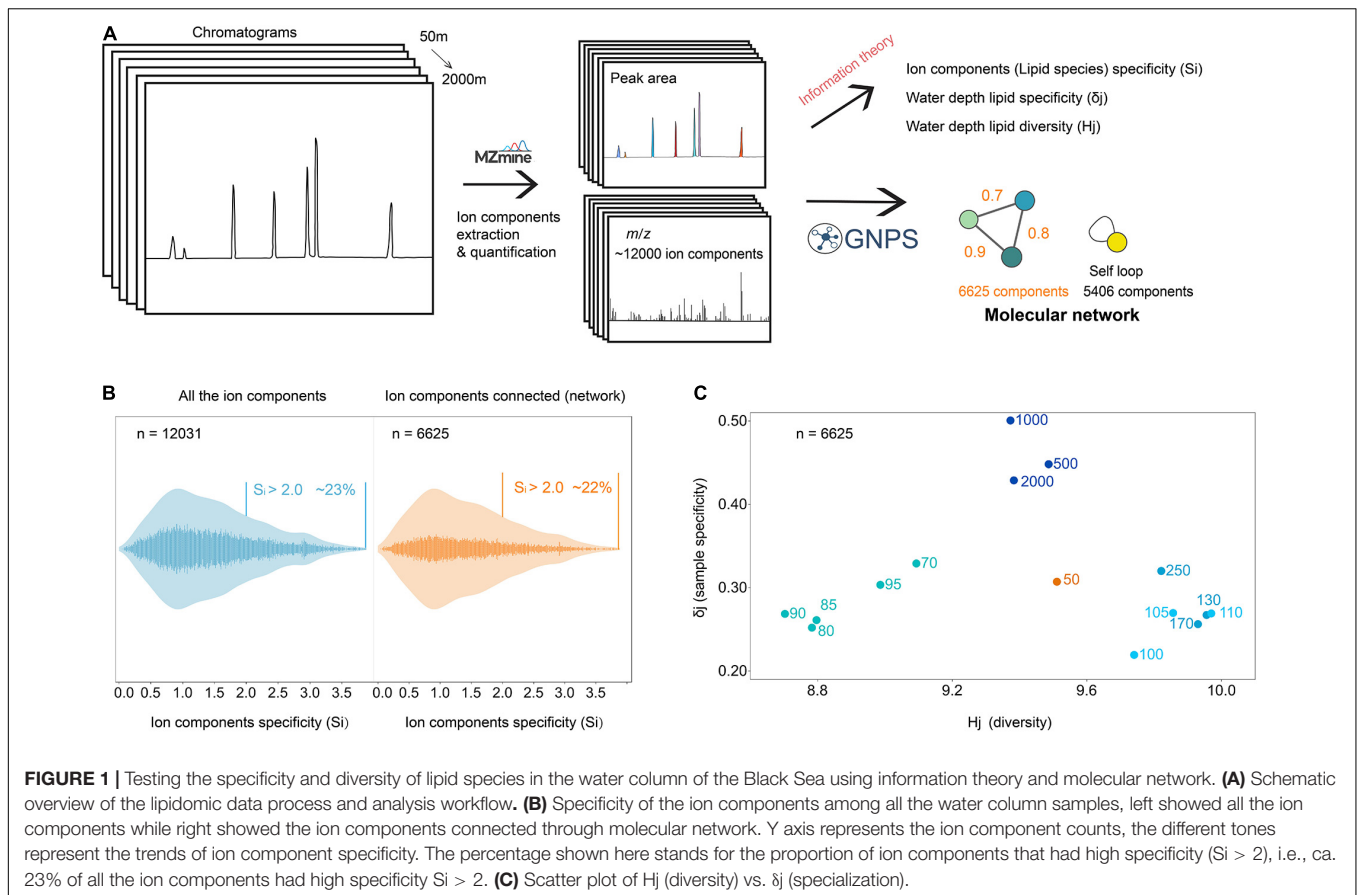 A
Chromatograms
50m
2000m
MZmine
Ion components
extraction
& quantification
Peak area
m/z
~12000 ion components
Information theory
Ion components (Lipid species) specificity (Si)
Water depth lipid specificity (δj)
Water depth lipid diversity (Hj)
GNPS
0.7
0.8
0.9
6625 components
Self loop
5406 components
Molecular network
B
All the ion components
Ion components connected (network)
n = 12031
n = 6625
Si > 2.0 ~23%
Si > 2.0 ~22%
0.0 0.5 1.0 1.5 2.0 2.5 3.0 3.5
0.0 0.5 1.0 1.5 2.0 2.5 3.0 3.5
Ion components specificity (Si)
Ion components specificity (Si)
C
n = 6625
δj (sample specificity)
0.50
0.40
0.30
0.20
1000
500
2000
70
95
50
250
90
85
80
105
130
110
170
100
8.8 9.2 9.6 10.0
Hj (diversity)
FIGURE 1 | Testing the specificity and diversity of lipid species in the water column of the Black Sea using information theory and molecular network. (A) Schematic
overview of the lipidomic data process and analysis workflow. (B) Specificity of the ion components among all the water column samples, left showed all the ion
components while right showed the ion components connected through molecular network. Y axis represents the ion component counts, the different tones
represent the trends of ion component specificity. The percentage shown here stands for the proportion of ion components that had high specificity (Si > 2), i.e., ca.
23% of all the ion components had high specificity Si > 2. (C) Scatter plot of Hj (diversity) vs. δj (specialization).